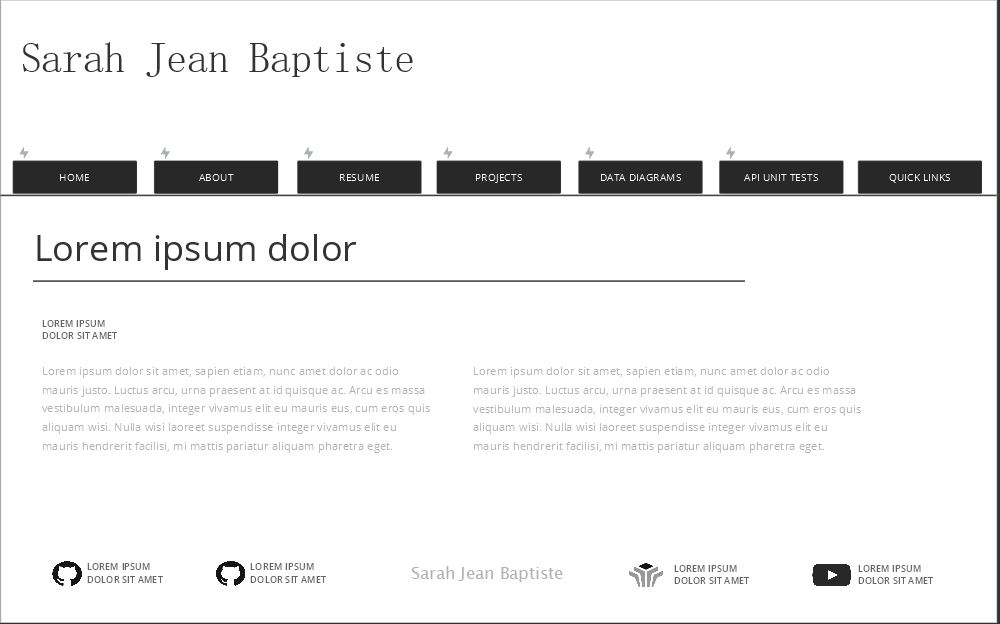 Sarah Jean Baptiste
HOME
ABOUT
RESUME
PROJECTS
DATA DIAGRAMS
API UNIT TESTS
QUICK LINKS
Lorem ipsum dolor
LOREM IPSUM
DOLOR SIT AMET
Lorem ipsum dolor sit amet, sapien etiam, nunc amet dolor ac odio
mauris justo. Luctus arcu, urna praesent at id quisque ac. Arcu es massa
vestibulum malesuada, integer vivamus elit eu mauris eus, cum eros quis
aliquam wisi. Nulla wisi laoreet suspendisse integer vivamus elit eu
mauris hendrerit facilisi, mi mattis pariatur aliquam pharetra eget.
Lorem ipsum dolor sit amet, sapien etiam, nunc amet dolor ac odio
mauris justo. Luctus arcu, urna praesent at id quisque ac. Arcu es massa
vestibulum malesuada, integer vivamus elit eu mauris eus, cum eros quis
aliquam wisi. Nulla wisi laoreet suspendisse integer vivamus elit eu
mauris hendrerit facilisi, mi mattis pariatur aliquam pharetra eget.
LOREM IPSUM
DOLOR SIT AMET
LOREM IPSUM
DOLOR SIT AMET
Sarah Jean Baptiste
LOREM IPSUM
DOLOR SIT AMET
LOREM IPSUM
DOLOR SIT AMET